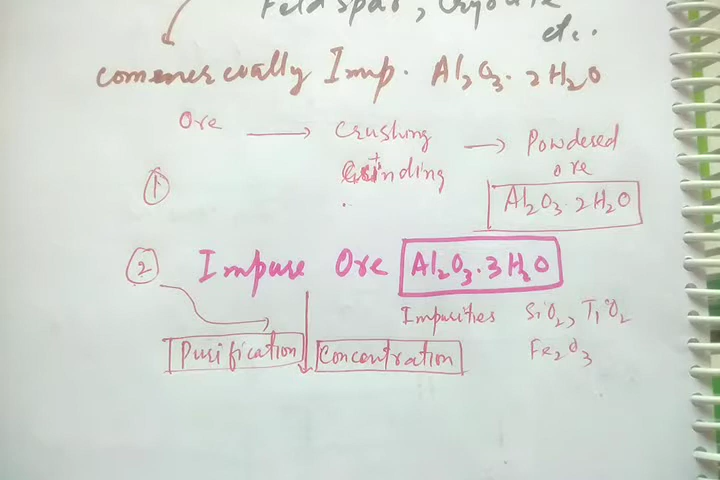 Feldspar, Cryolite
etc.
commercially Imp. Al₂O₃.2H₂O
Ore → Crushing → Powdered
+ ore
① Grinding Al₂O₃.2H₂O
② Impure Ore Al₂O₃.3H₂O
Impurities SiO₂, TiO₂
Purification Concentration Fe₂O₃